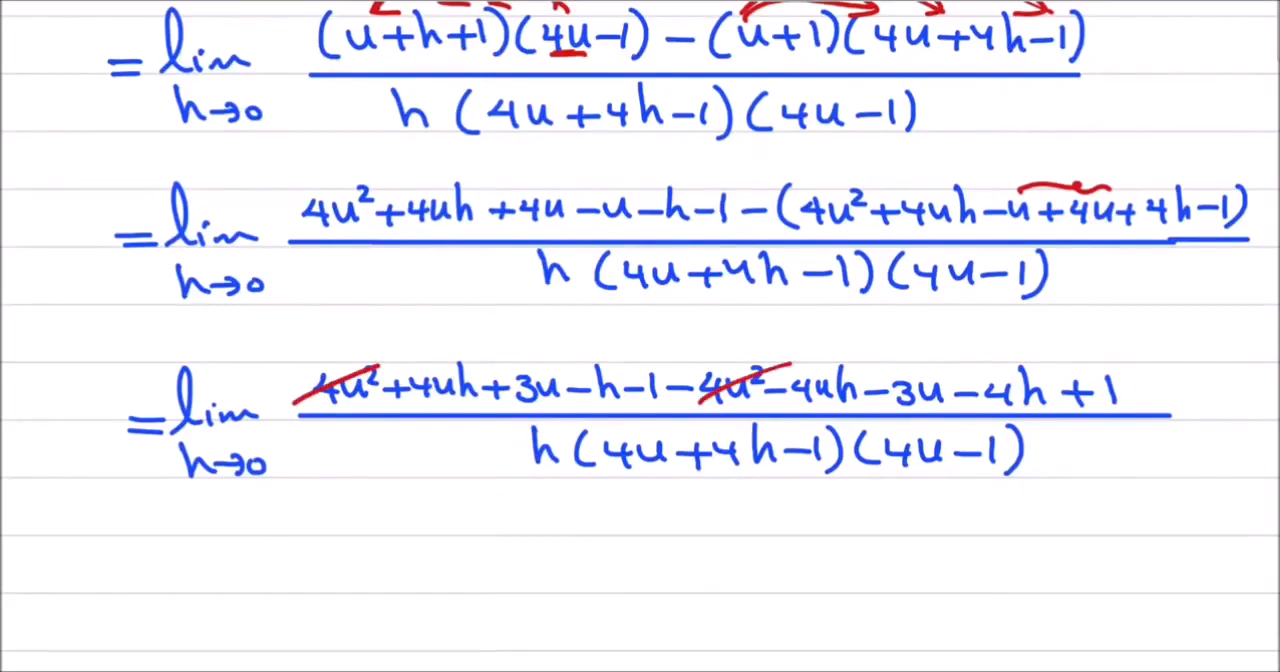 = lim h→0 (u+h+1)(4u-1) - (u+1)(4u+4h-1) / h(4u+4h-1)(4u-1)
= lim h→0 4u²+4uh+4u-u-h-1-(4u²+4uh-u+4u+4h-1) / h(4u+4h-1)(4u-1)
= lim h→0 4u²+4uh+3u-h-1-4u²-4uh-3u-4h+1 / h(4u+4h-1)(4u-1)